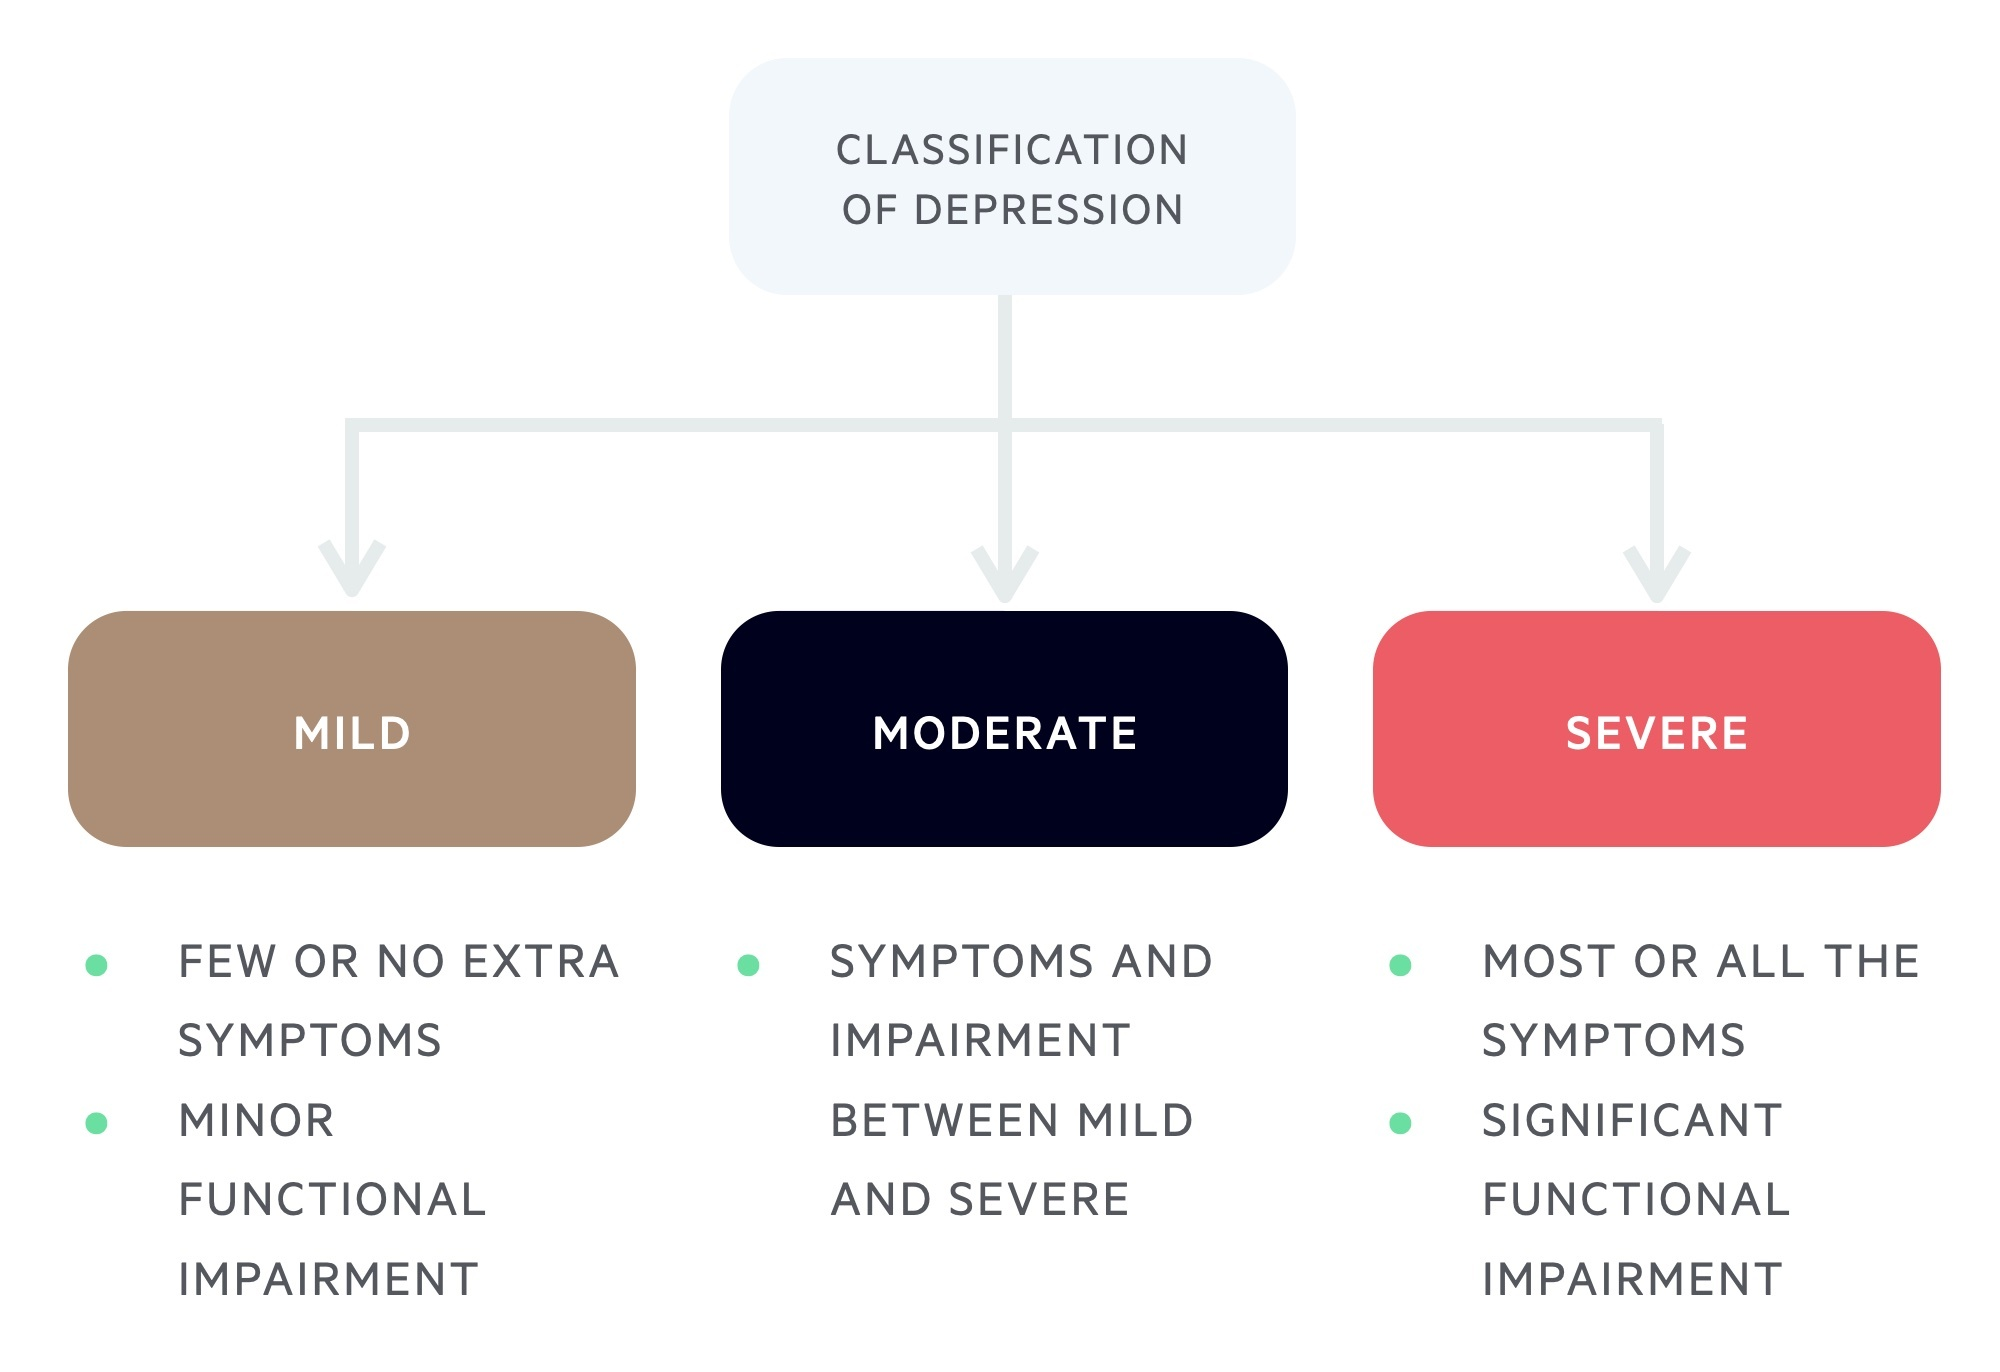 CLASSIFICATION
OF DEPRESSION
MILD
MODERATE
SEVERE
FEW OR NO EXTRA
SYMPTOMS
MINOR
FUNCTIONAL
IMPAIRMENT
SYMPTOMS AND
IMPAIRMENT
BETWEEN MILD
AND SEVERE
MOST OR ALL THE
SYMPTOMS
SIGNIFICANT
FUNCTIONAL
IMPAIRMENT